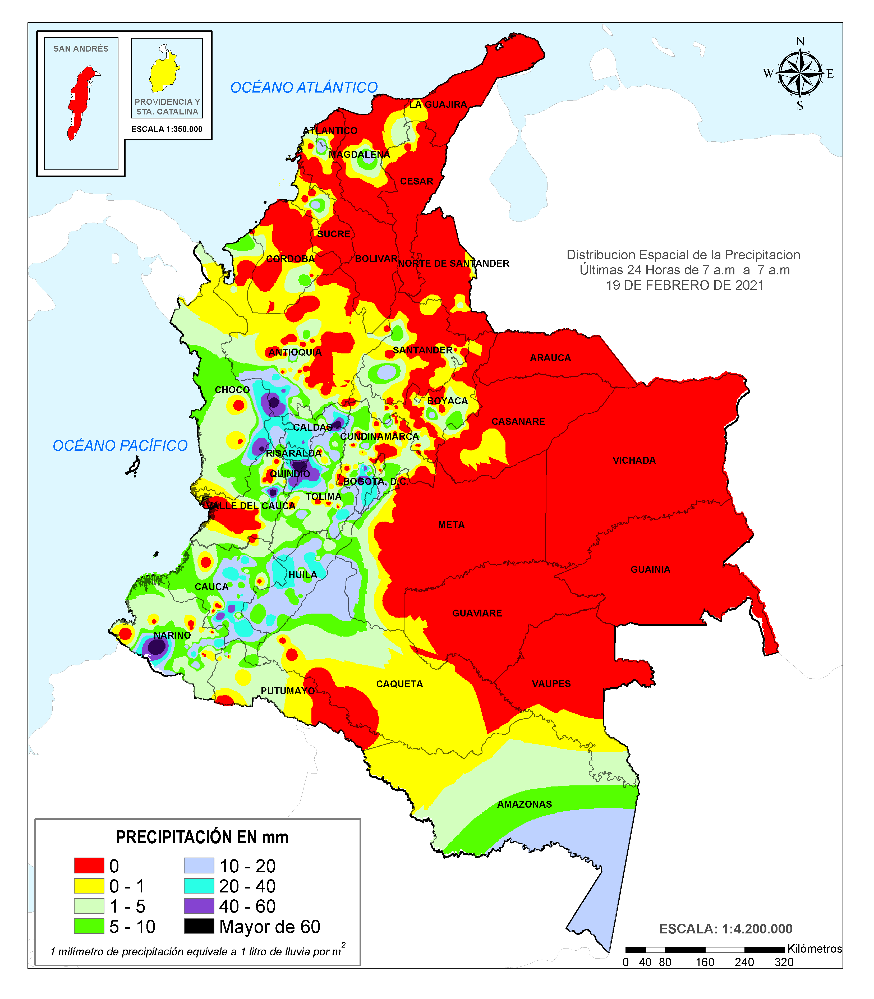 SAN ANDRÉS
PROVIDENCIA Y
STA. CATALINA
ESCALA 1:350.000
N
W
E
S
OCÉANO ATLÁNTICO
LA GUAJIRA
ATLANTICO
MAGDALENA
CESAR
SUCRE
CORDOBA
BOLIVAR
NORTE DE SANTANDER
Distribucion Espacial de la Precipitacion
Últimas 24 Horas de 7 a.m a 7 a.m
19 DE FEBRERO DE 2021
ANTIOQUIA
SANTANDER
ARAUCA
CHOCO
BOYACA
CASANARE
CALDAS
CUNDINAMARCA
OCÉANO PACÍFICO
RISARALDA
VICHADA
QUINDIO
BOGOTA, D.C.
TOLIMA
VALLE DEL CAUCA
META
HUILA
GUAINIA
CAUCA
GUAVIARE
NARINO
CAQUETA
VAUPES
PUTUMAYO
AMAZONAS
PRECIPITACIÓN EN mm
0
0 - 1
1 - 5
5 - 10
10 - 20
20 - 40
40 - 60
Mayor de 60
1 milímetro de precipitación equivale a 1 litro de lluvia por m²
ESCALA: 1:4.200.000
Kilómetros
0 40 80 160 240 320